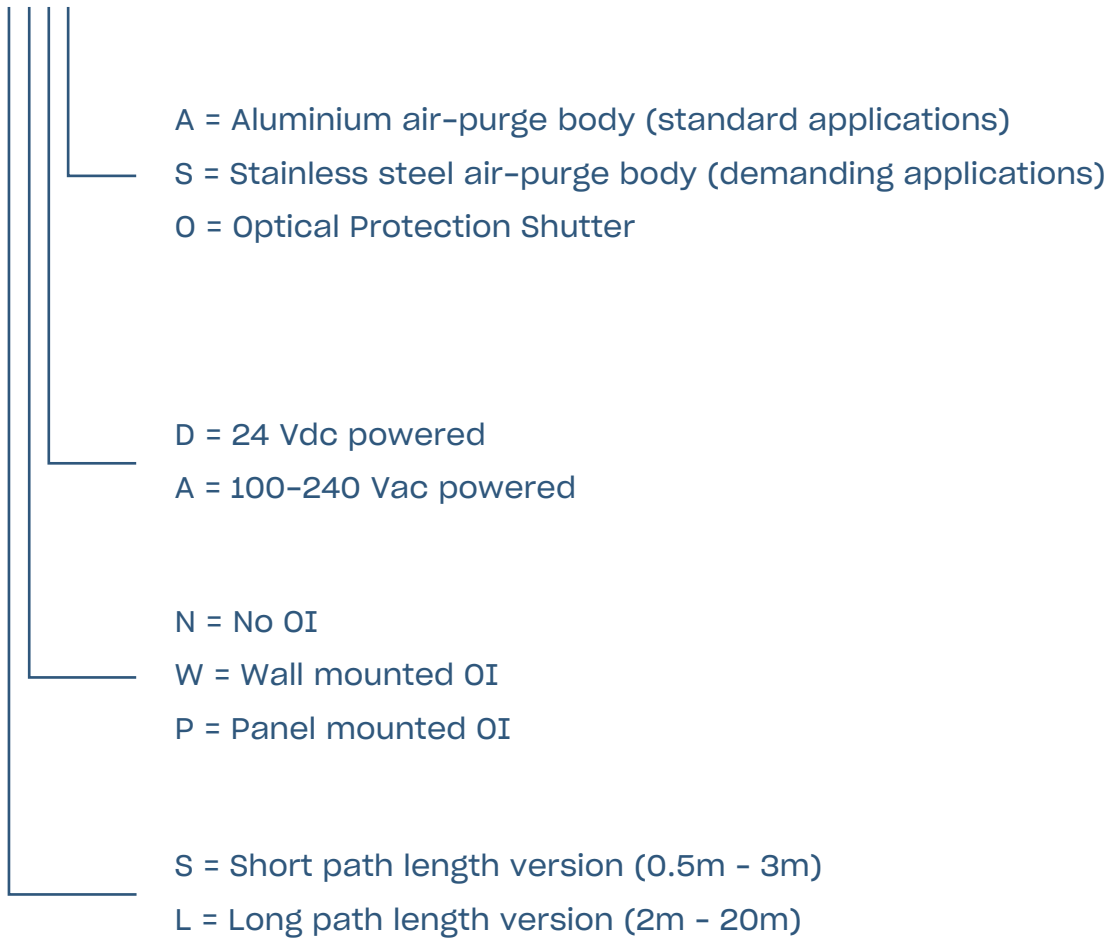 A = Aluminium air-purge body (standard applications)
S = Stainless steel air-purge body (demanding applications)
O = Optical Protection Shutter
D = 24 Vdc powered
A = 100-240 Vac powered
N = No OI
W = Wall mounted OI
P = Panel mounted OI
S = Short path length version (0.5m - 3m)
L = Long path length version (2m - 20m)